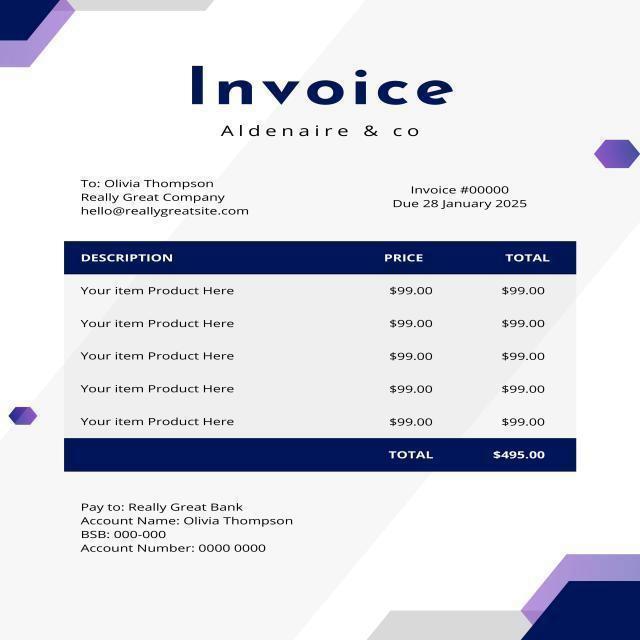 Invoice
Aldenaire & co
To: Olivia Thompson
Really Great Company
hello@reallygreatsite.com
Invoice #00000
Due 28 January 2025
DESCRIPTION PRICE TOTAL
Your item Product Here $99.00 $99.00
Your item Product Here $99.00 $99.00
Your item Product Here $99.00 $99.00
Your item Product Here $99.00 $99.00
Your item Product Here $99.00 $99.00
TOTAL $495.00
Pay to: Really Great Bank
Account Name: Olivia Thompson
BSB: 000-000
Account Number: 0000 0000